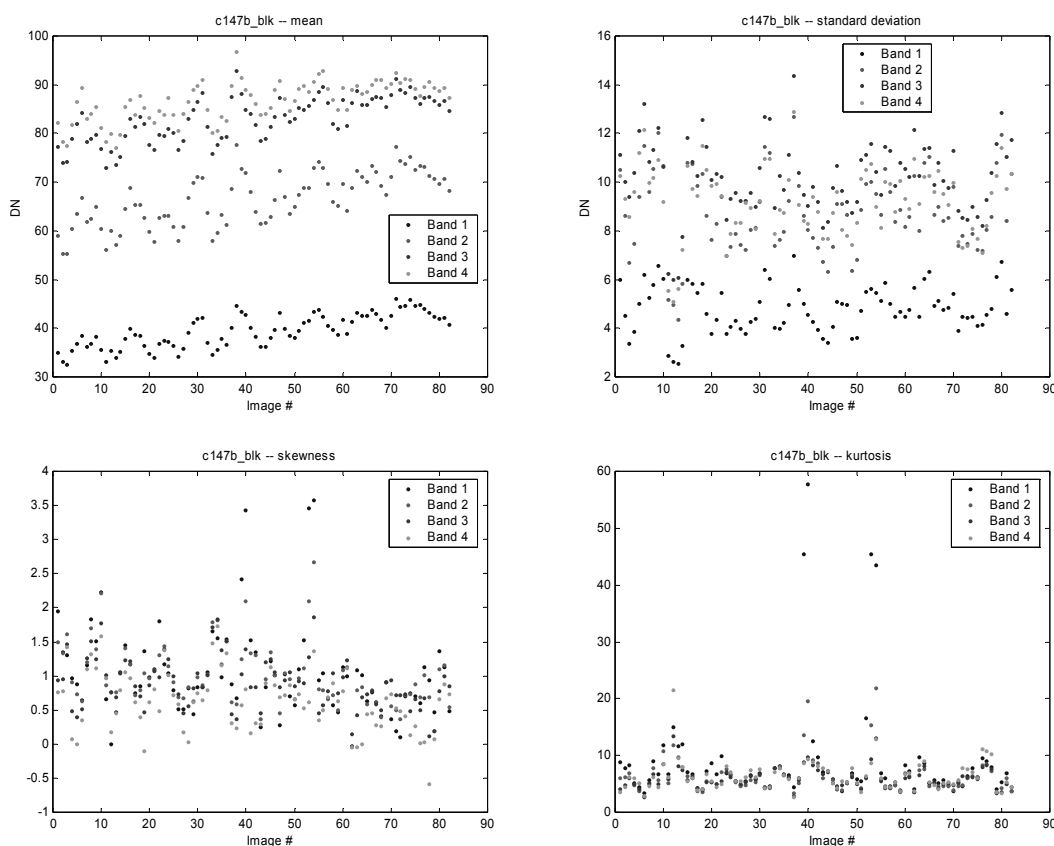 c147b_blk -- mean
100
90
80
70
60
50
40
30
DN
0 10 20 30 40 50 60 70 80 90
Image #
Band 1
Band 2
Band 3
Band 4
c147b_blk -- standard deviation
16
14
12
10
8
6
4
2
DN
0 10 20 30 40 50 60 70 80 90
Image #
Band 1
Band 2
Band 3
Band 4
c147b_blk -- skewness
4
3.5
3
2.5
2
1.5
1
0.5
0
-0.5
-1
0 10 20 30 40 50 60 70 80 90
Image #
Band 1
Band 2
Band 3
Band 4
c147b_blk -- kurtosis
60
50
40
30
20
10
0
0 10 20 30 40 50 60 70 80 90
Image #
Band 1
Band 2
Band 3
Band 4